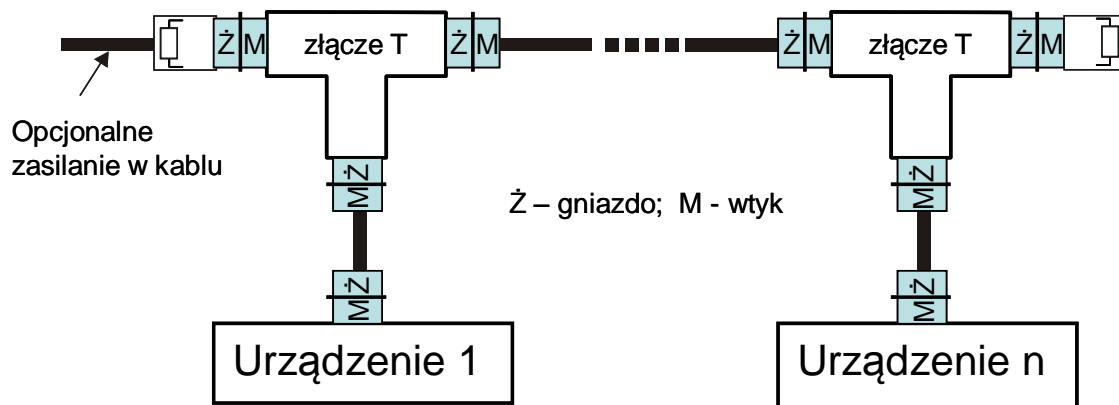 Ż M złącze T Ż M Ż M złącze T Ż M
Opcjonalne
zasilanie w kablu
M Ż M Ż
Ż – gniazdo; M - wtyk
M Ż M Ż
Urządzenie 1 Urządzenie n